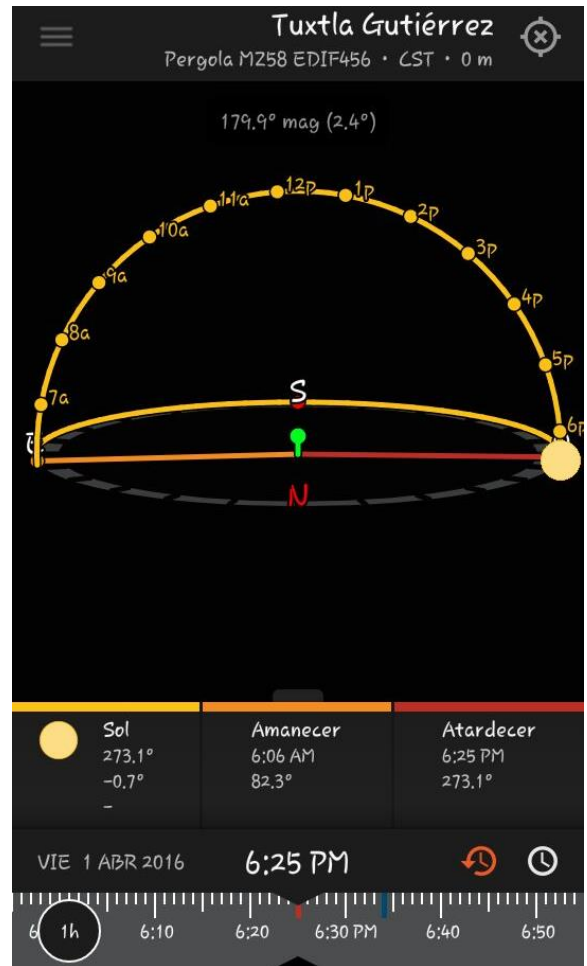 Tuxtla Gutiérrez
Pergola MZ58 EDIF456 • CST • 0 m
179.9° mag (2.4°)
12p
11a
1p
2p
10a
3p
9a
4p
8a
5p
S
7a
6p
N
Sol
273.1°
-0.7°
-
Amanecer
6:06 AM
82.3°
Atardecer
6:25 PM
273.1°
VIE 1 ABR 2016
6:25 PM
1h
6:10
6:20
6:30 PM
6:40
6:50